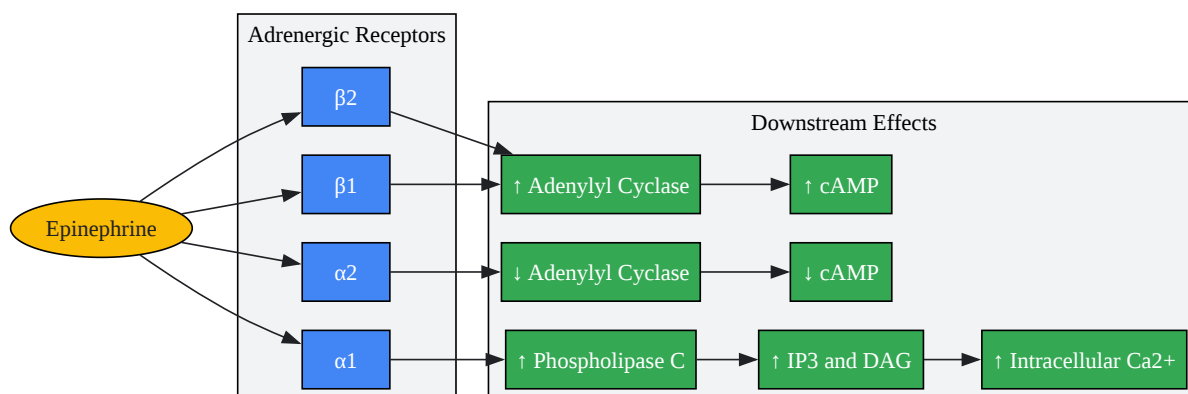 Adrenergic Receptors
β2
Downstream Effects
β1
↑ Adenylyl Cyclase
↑ cAMP
Epinephrine
α2
↓ Adenylyl Cyclase
↓ cAMP
α1
↑ Phospholipase C
↑ IP3 and DAG
↑ Intracellular Ca2+